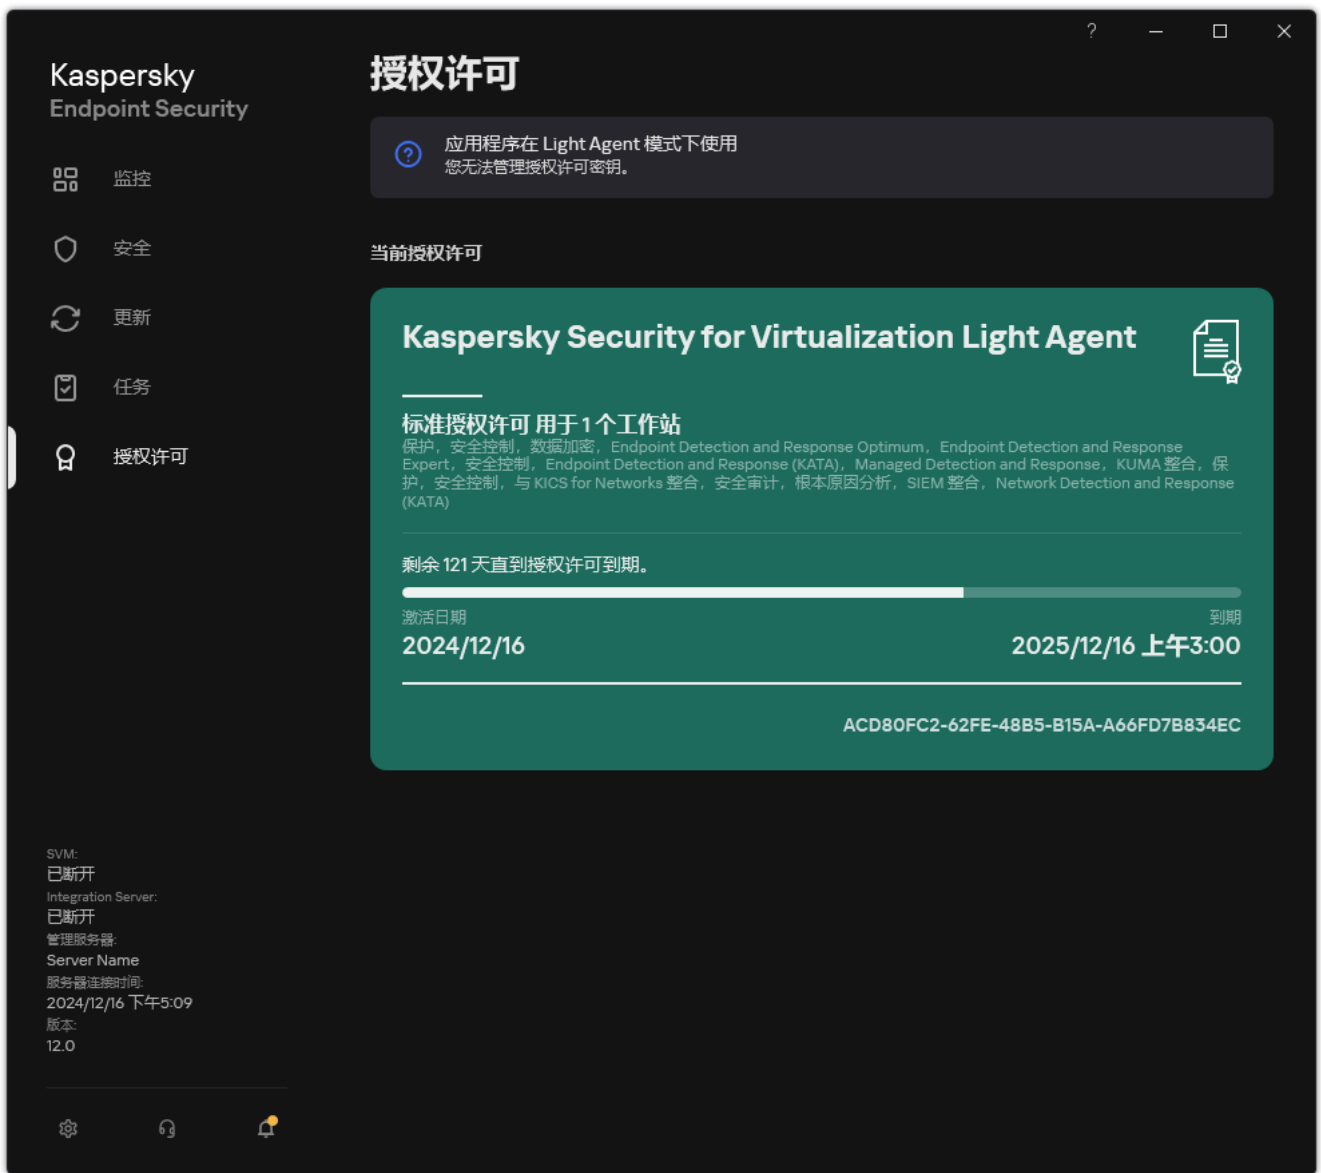 Kaspersky
Endpoint Security
监控
安全
更新
任务
授权许可
SVM:
已断开
Integration Server:
已断开
管理服务器:
Server Name
服务器连接时间:
2024/12/16 下午5:09
版本:
12.0
?
授权许可
应用程序在 Light Agent 模式下使用
您无法管理授权许可密钥。
当前授权许可
Kaspersky Security for Virtualization Light Agent
标准授权许可 用于 1 个工作站
保护，安全控制，数据加密，Endpoint Detection and Response Optimum，Endpoint Detection and Response
Expert，安全控制，Endpoint Detection and Response (KATA)，Managed Detection and Response，KUMA 整合，保
护，安全控制，与 KICS for Networks 整合，安全审计，根本原因分析，SIEM 整合，Network Detection and Response
(KATA)
剩余 121 天直到授权许可到期。
激活日期
到期
2024/12/16
2025/12/16 上午3:00
ACD80FC2-62FE-48B5-B15A-A66FD7B834EC